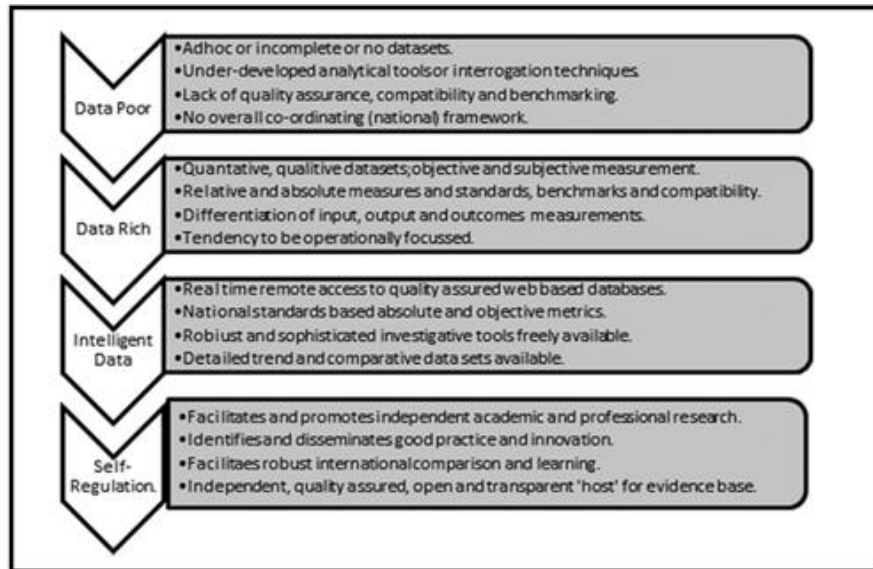 Data Poor
•Adhoc or incomplete or no datasets.
•Under-developed analytical tools or interrogation techniques.
•Lack of quality assurance, compatibility and benchmarking.
•No overall co-ordinating (national) framework.
Data Rich
•Quantative, qualitive datasets;objective and subjective measurement.
•Relative and absolute measures and standards, benchmarks and compatibility.
•Differentiation of input, output and outcomes measurements.
•Tendency to be operationally focussed.
Intelligent
Data
•Real time remote access to quality assured web based databases.
•National standards based absolute and objective metrics.
•Robiust and sophisticated investigative tools freely available.
•Detailed trend and comparative data sets available.
Self-
Regulation.
•Facilitates and promotes independent academic and professional research.
•Identifies and disseminates good practice and innovation.
•Facilitaes robust international comparison and learning.
•Independent, quality assured, open and transparent 'host' for evidence base.